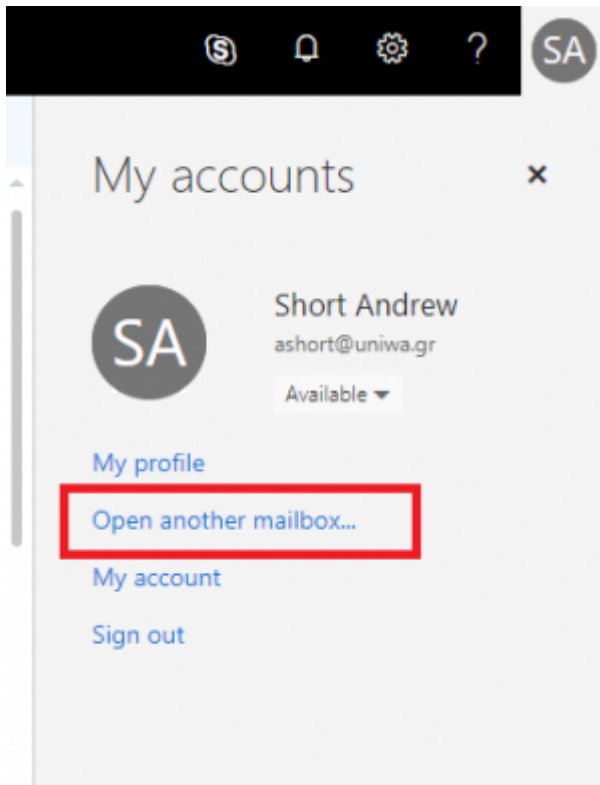 SA
My accounts
SA
Short Andrew
ashort@uniwa.gr
Available
My profile
Open another mailbox...
My account
Sign out